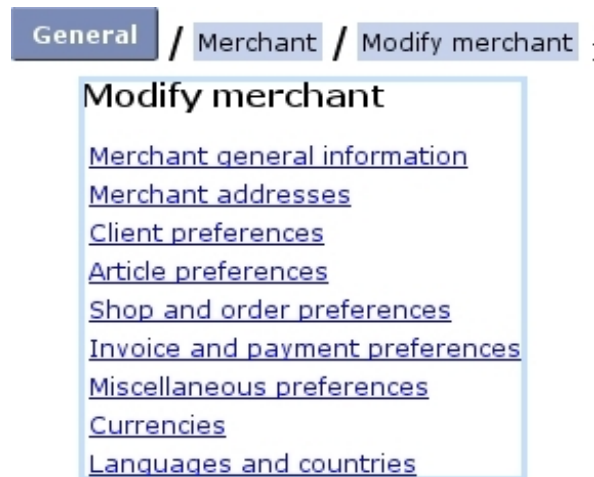 General / Merchant / Modify merchant
Modify merchant
Merchant general information
Merchant addresses
Client preferences
Article preferences
Shop and order preferences
Invoice and payment preferences
Miscellaneous preferences
Currencies
Languages and countries